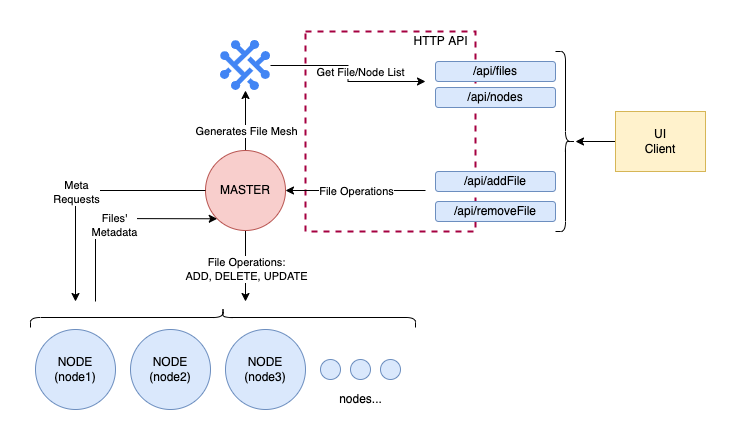 HTTP API
Get File/Node List
/api/files
/api/nodes
Generates File Mesh
UI
Client
MASTER
File Operations
/api/addFile
/api/removeFile
Meta
Requests
Files'
Metadata
File Operations:
ADD, DELETE, UPDATE
NODE
(node1)
NODE
(node2)
NODE
(node3)
nodes...